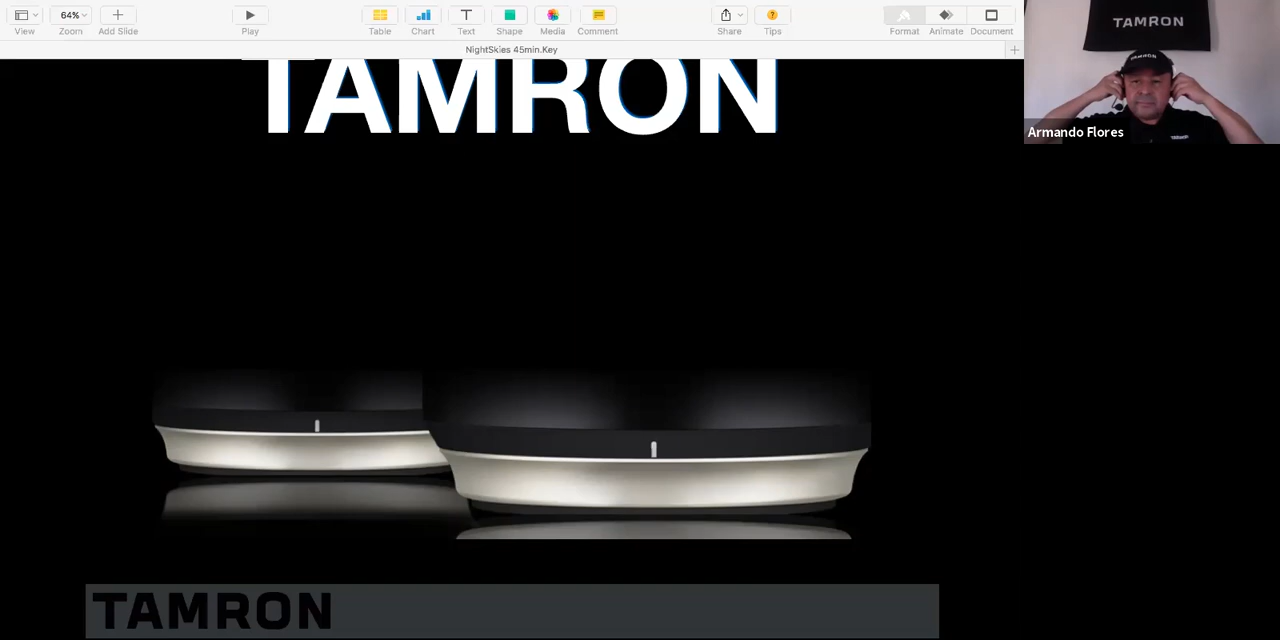 64%
View
Zoom
Add Slide
Play
Table
Chart
Text
Shape
Media
Comment
Share
Tips
Format
Animate
Document
NightSkies 45min.Key
TAMRON
TAMRON
TAMRON
Armando Flores
TAMRON